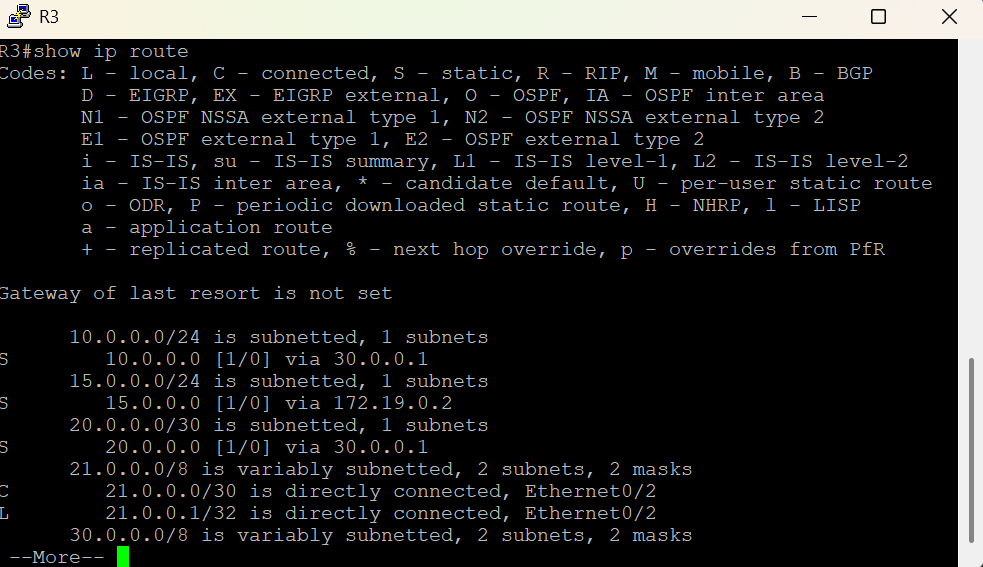 R3
R3#show ip route
Codes: L - local, C - connected, S - static, R - RIP, M - mobile, B - BGP
       D - EIGRP, EX - EIGRP external, O - OSPF, IA - OSPF inter area
       N1 - OSPF NSSA external type 1, N2 - OSPF NSSA external type 2
       E1 - OSPF external type 1, E2 - OSPF external type 2
       i - IS-IS, su - IS-IS summary, L1 - IS-IS level-1, L2 - IS-IS level-2
       ia - IS-IS inter area, * - candidate default, U - per-user static route
       o - ODR, P - periodic downloaded static route, H - NHRP, l - LISP
       a - application route
       + - replicated route, % - next hop override, p - overrides from PfR
Gateway of last resort is not set
      10.0.0.0/24 is subnetted, 1 subnets
S        10.0.0.0 [1/0] via 30.0.0.1
      15.0.0.0/24 is subnetted, 1 subnets
S        15.0.0.0 [1/0] via 172.19.0.2
      20.0.0.0/30 is subnetted, 1 subnets
S        20.0.0.0 [1/0] via 30.0.0.1
      21.0.0.0/8 is variably subnetted, 2 subnets, 2 masks
C        21.0.0.0/30 is directly connected, Ethernet0/2
L        21.0.0.1/32 is directly connected, Ethernet0/2
      30.0.0.0/8 is variably subnetted, 2 subnets, 2 masks
 --More--